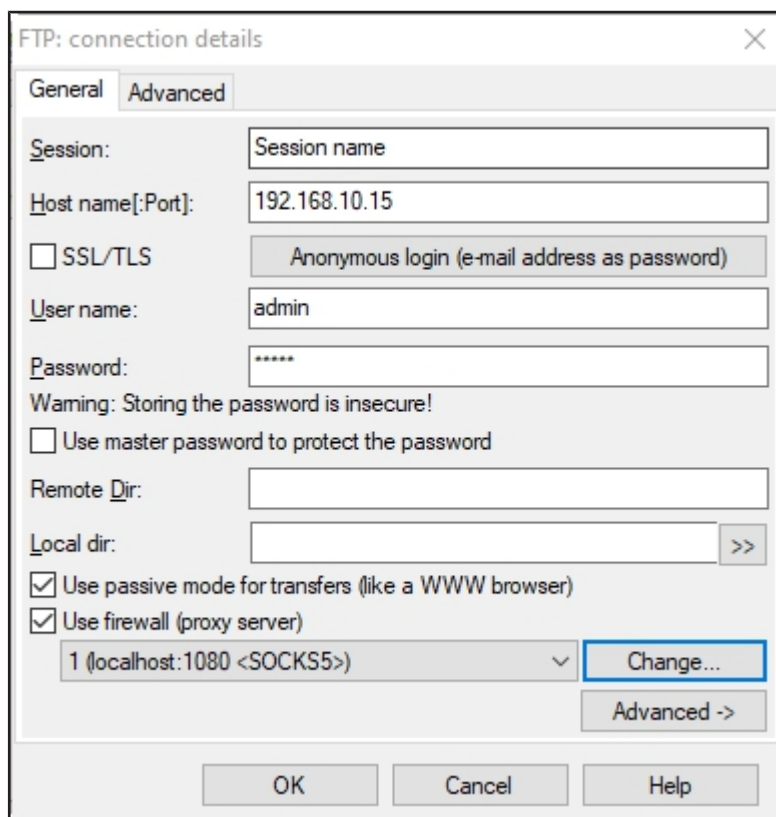 FTP: connection details
General Advanced
Session: Session name
Host name[:Port]: 192.168.10.15
SSL/TLS Anonymous login (e-mail address as password)
User name: admin
Password: *****
Warning: Storing the password is insecure!
Use master password to protect the password
Remote Dir:
Local dir: >>
Use passive mode for transfers (like a WWW browser)
Use firewall (proxy server)
1 (localhost:1080 <SOCKS5>) Change...
Advanced ->
OK Cancel Help